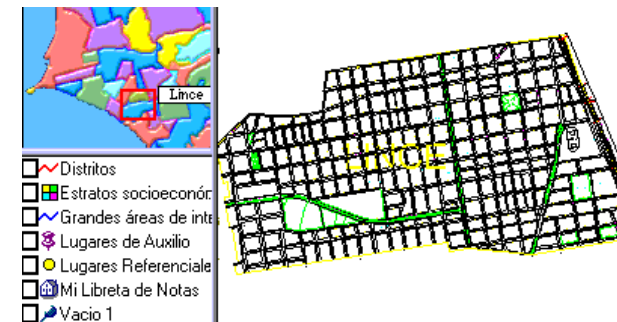 Lince
LINCE
Distritos
Estratos socioeconór
Grandes áreas de inte
Lugares de Auxilio
Lugares Referenciale
Mi Libreta de Notas
Vacio 1